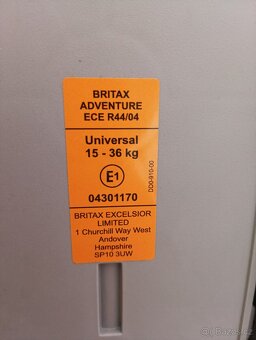 BRITAX
ADVENTURE
ECE R44/04
Universal
15 - 36 kg
E1
04301170
BRITAX EXCELSIOR
LIMITED
1 Churchill Way West
Andover
Hampshire
SP10 3UW